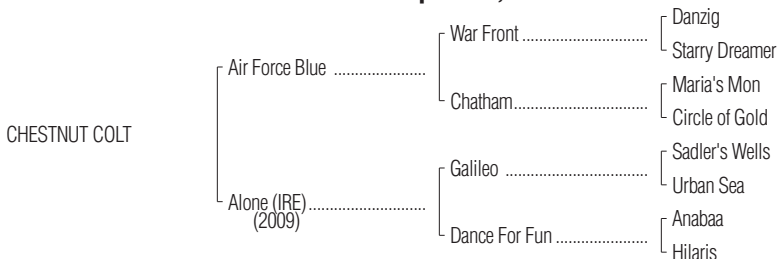 Danzig
War Front ................................
Starry Dreamer
Air Force Blue .......................
Maria's Mon
Chatham..................................
Circle of Gold
CHESTNUT COLT
Sadler's Wells
Galileo ...................................
Urban Sea
Alone (IRE).............................
(2009)
Anabaa
Dance For Fun .......................
Hilaris